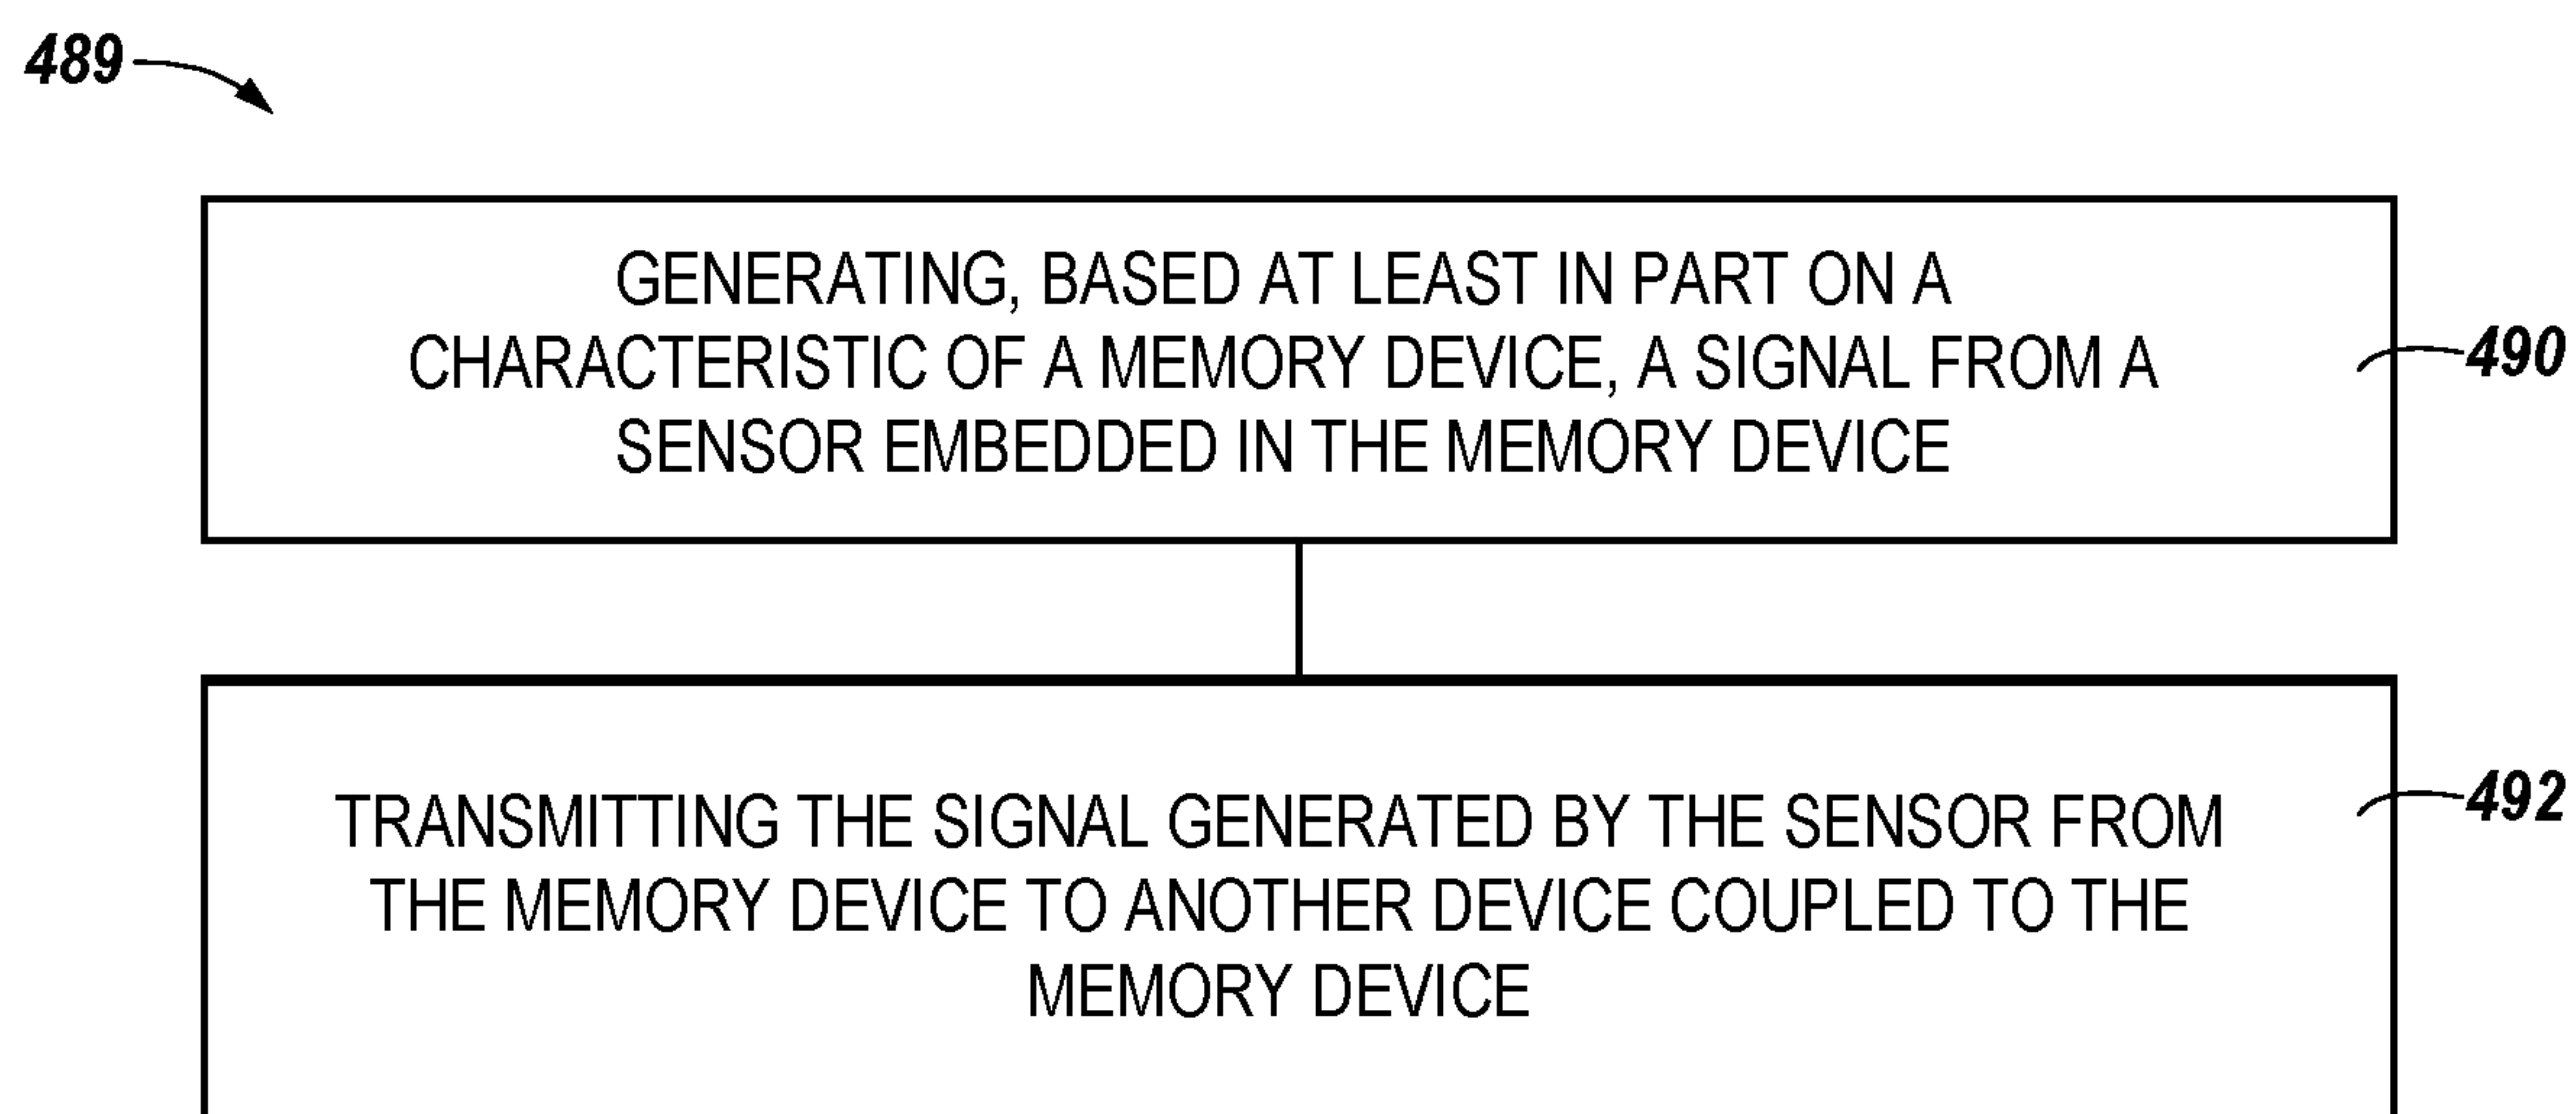 489
GENERATING, BASED AT LEAST IN PART ON A
CHARACTERISTIC OF A MEMORY DEVICE, A SIGNAL FROM A
SENSOR EMBEDDED IN THE MEMORY DEVICE
490
TRANSMITTING THE SIGNAL GENERATED BY THE SENSOR FROM
THE MEMORY DEVICE TO ANOTHER DEVICE COUPLED TO THE
MEMORY DEVICE
492